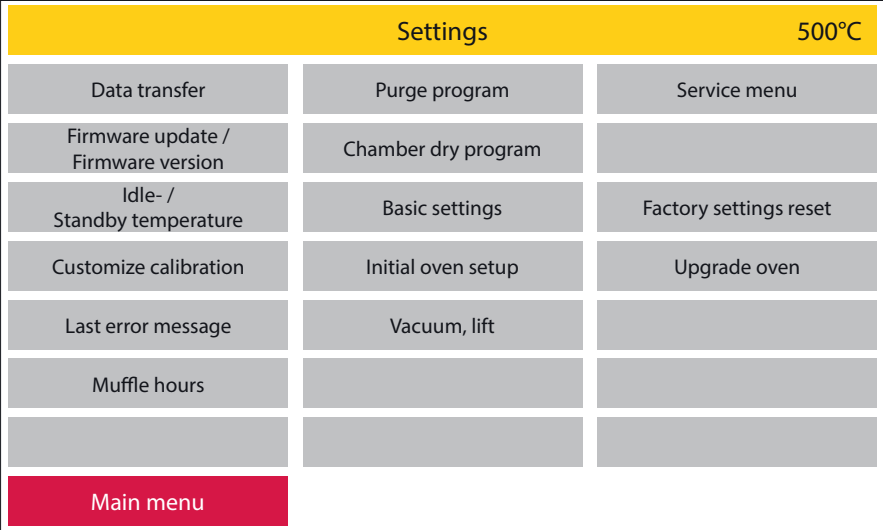 Settings 500°C
Data transfer
Purge program
Service menu
Firmware update /
Firmware version
Chamber dry program
Idle- /
Standby temperature
Basic settings
Factory settings reset
Customize calibration
Initial oven setup
Upgrade oven
Last error message
Vacuum, lift
Muffle hours
Main menu